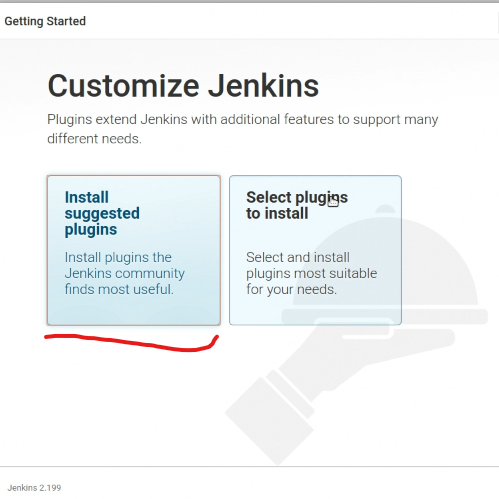 Getting Started
Customize Jenkins
Plugins extend Jenkins with additional features to support many
different needs.
Install
suggested
plugins
Install plugins the
Jenkins community
finds most useful.
Select plugins
to install
Select and install
plugins most suitable
for your needs.
Jenkins 2.199